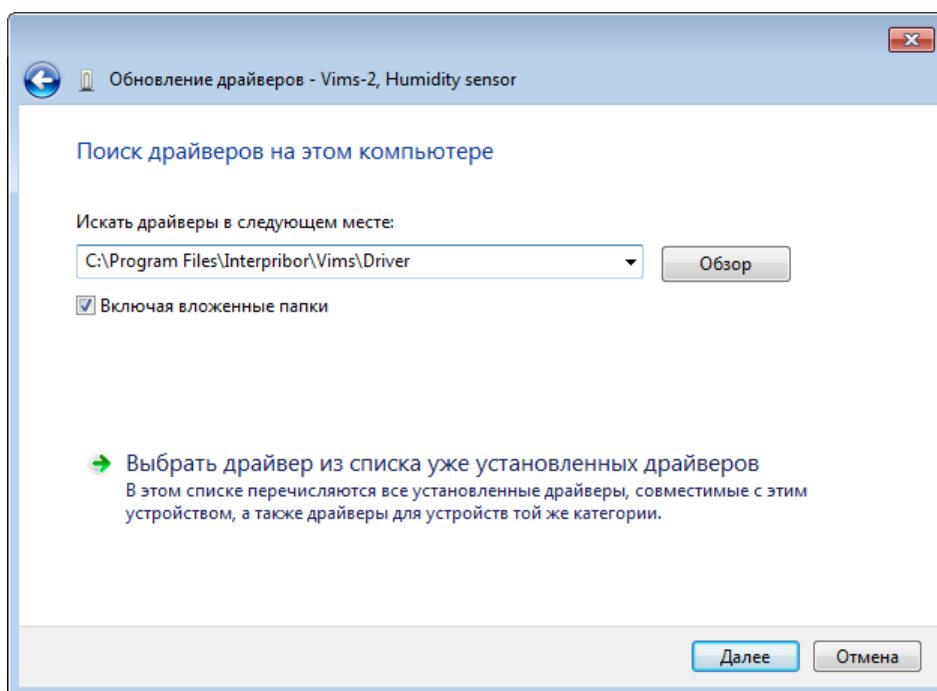 Обновление драйверов - Vims-2, Humidity sensor
Поиск драйверов на этом компьютере
Искать драйверы в следующем месте:
C:\Program Files\Interpribor\Vims\Driver
Обзор
Включая вложенные папки
Выбрать драйвер из списка уже установленных драйверов
В этом списке перечисляются все установленные драйверы, совместимые с этим
устройством, а также драйверы для устройств той же категории.
Далее
Отмена